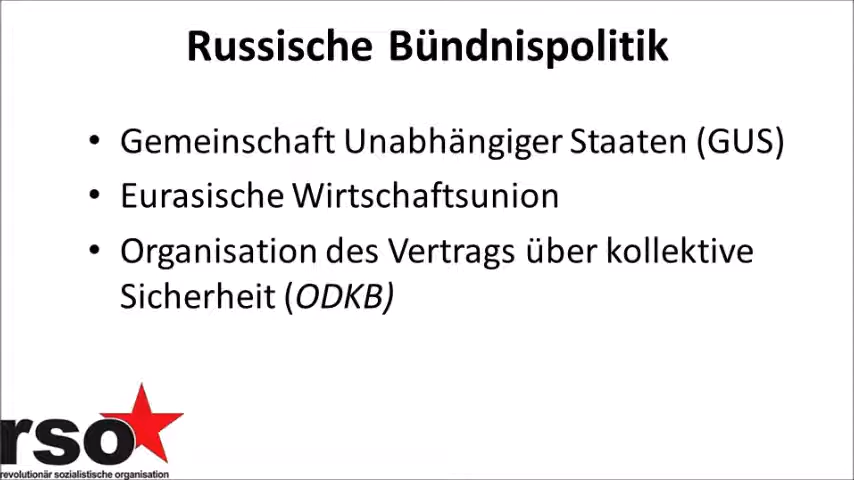 Russische Bündnispolitik
• Gemeinschaft Unabhängiger Staaten (GUS)
• Eurasische Wirtschaftsunion
• Organisation des Vertrags über kollektive
Sicherheit (ODKB)
rso
revolutionär sozialistische organisation